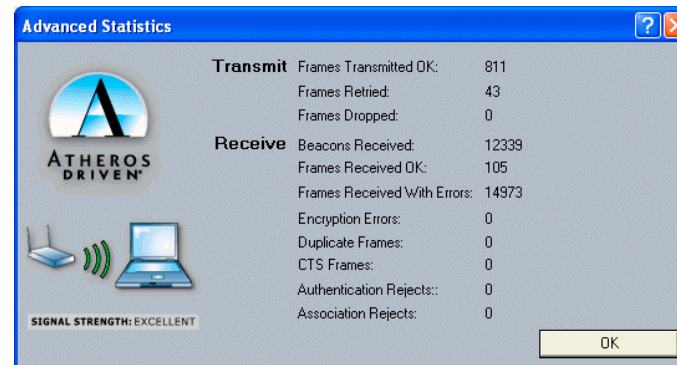 Advanced Statistics
Transmit Frames Transmitted OK: 811
Frames Retried: 43
Frames Dropped: 0
Receive Beacons Received: 12339
Frames Received OK: 105
Frames Received With Errors: 14973
Encryption Errors: 0
Duplicate Frames: 0
CTS Frames: 0
Authentication Rejects:: 0
Association Rejects: 0
ATHEROS
DRIVEN
SIGNAL STRENGTH: EXCELLENT
OK